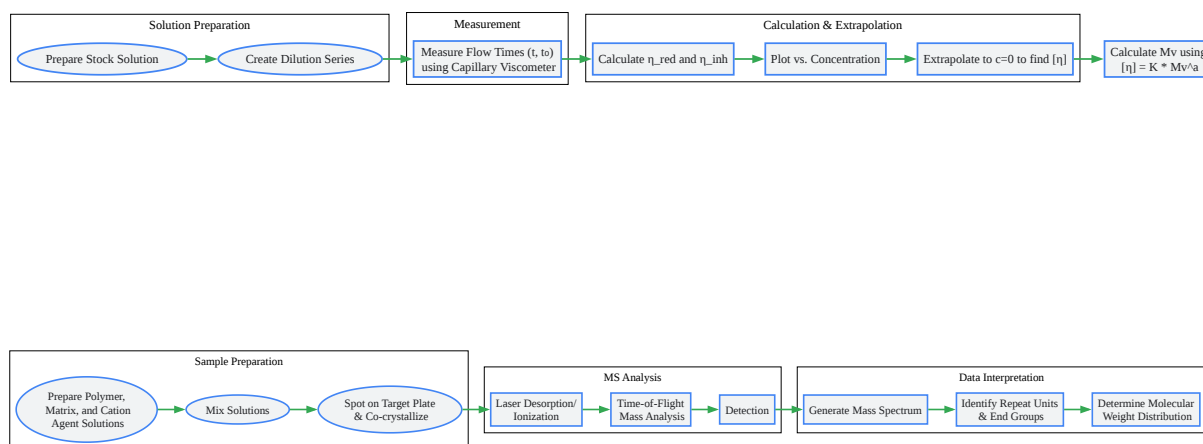 Solution Preparation
Prepare Stock Solution
Create Dilution Series
Measurement
Measure Flow Times (t, t₀)
using Capillary Viscometer
Calculation & Extrapolation
Calculate η_red and η_inh
Plot vs. Concentration
Extrapolate to c=0 to find [η]
Calculate Mv using
[η] = K * Mv^a
Sample Preparation
Prepare Polymer,
Matrix, and Cation
Agent Solutions
Mix Solutions
Spot on Target Plate
& Co-crystallize
MS Analysis
Laser Desorption/
Ionization
Time-of-Flight
Mass Analysis
Detection
Data Interpretation
Generate Mass Spectrum
Identify Repeat Units
& End Groups
Determine Molecular
Weight Distribution